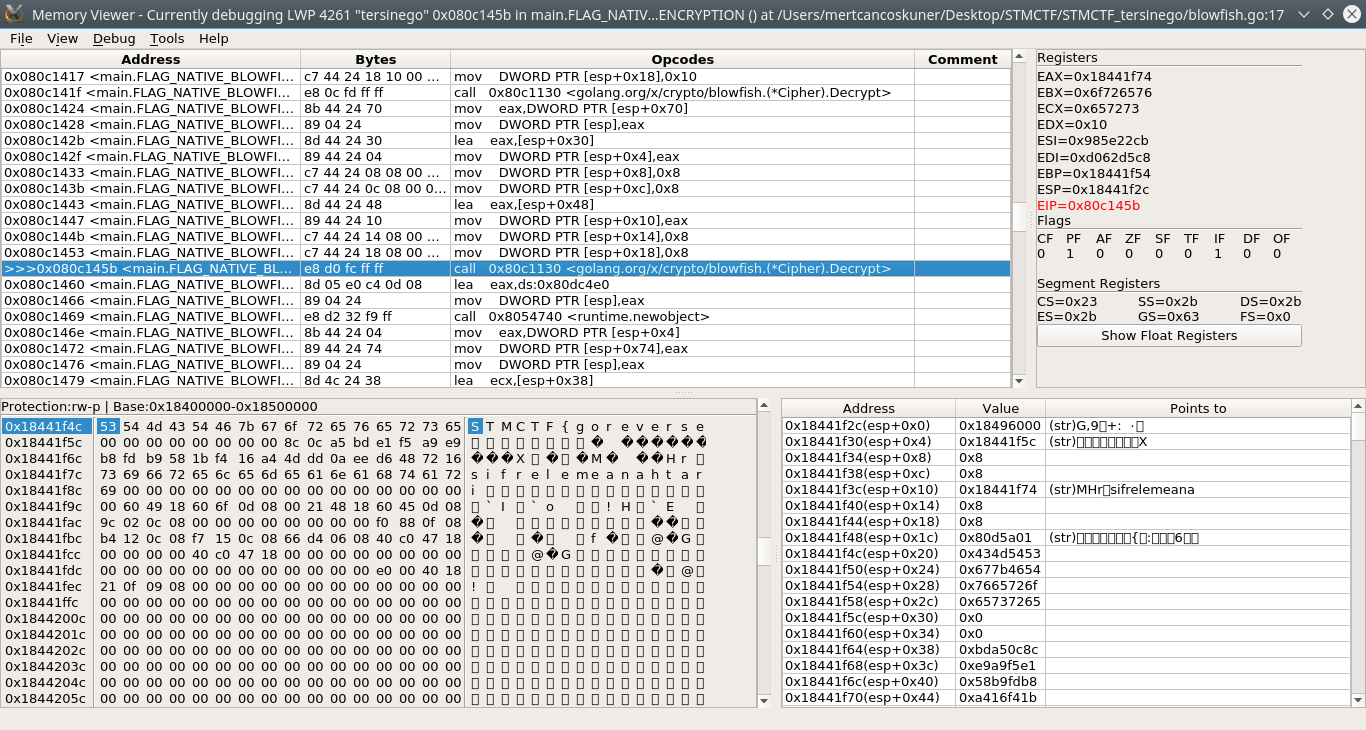 Memory Viewer - Currently debugging LWP 4261 "tersinego" 0x080c145b in main.FLAG_NATIV...ENCRYPTION () at /Users/mertcancoskuner/Desktop/STMCTF/STMCTF_tersinego/blowfish.go:17
File View Debug Tools Help
Address Bytes Opcodes Comment
0x080c1417 <main.FLAG_NATIVE_BLOWFI... c7 44 24 18 10 00 ... mov DWORD PTR [esp+0x18],0x10
0x080c141f <main.FLAG_NATIVE_BLOWFI... e8 0c fd ff ff call 0x80c1130 <golang.org/x/crypto/blowfish.(*Cipher).Decrypt>
0x080c1424 <main.FLAG_NATIVE_BLOWFI... 8b 44 24 70 mov eax,DWORD PTR [esp+0x70]
0x080c1428 <main.FLAG_NATIVE_BLOWFI... 89 04 24 mov DWORD PTR [esp],eax
0x080c142b <main.FLAG_NATIVE_BLOWFI... 8d 44 24 30 lea eax,[esp+0x30]
0x080c142f <main.FLAG_NATIVE_BLOWFI... 89 44 24 04 mov DWORD PTR [esp+0x4],eax
0x080c1433 <main.FLAG_NATIVE_BLOWFI... c7 44 24 08 08 00 ... mov DWORD PTR [esp+0x8],0x8
0x080c143b <main.FLAG_NATIVE_BLOWFI... c7 44 24 0c 08 00 0... mov DWORD PTR [esp+0xc],0x8
0x080c1443 <main.FLAG_NATIVE_BLOWFI... 8d 44 24 48 lea eax,[esp+0x48]
0x080c1447 <main.FLAG_NATIVE_BLOWFI... 89 44 24 10 mov DWORD PTR [esp+0x10],eax
0x080c144b <main.FLAG_NATIVE_BLOWFI... c7 44 24 14 08 00 ... mov DWORD PTR [esp+0x14],0x8
0x080c1453 <main.FLAG_NATIVE_BLOWFI... c7 44 24 18 08 00 ... mov DWORD PTR [esp+0x18],0x8
>>>0x080c145b <main.FLAG_NATIVE_BL... e8 d0 fc ff ff call 0x80c1130 <golang.org/x/crypto/blowfish.(*Cipher).Decrypt>
0x080c1460 <main.FLAG_NATIVE_BLOWFI... 8d 05 e0 c4 0d 08 lea eax,ds:0x80dc4e0
0x080c1466 <main.FLAG_NATIVE_BLOWFI... 89 04 24 mov DWORD PTR [esp],eax
0x080c1469 <main.FLAG_NATIVE_BLOWFI... e8 d2 32 f9 ff call 0x8054740 <runtime.newobject>
0x080c146e <main.FLAG_NATIVE_BLOWFI... 8b 44 24 04 mov eax,DWORD PTR [esp+0x4]
0x080c1472 <main.FLAG_NATIVE_BLOWFI... 89 44 24 74 mov DWORD PTR [esp+0x74],eax
0x080c1476 <main.FLAG_NATIVE_BLOWFI... 89 04 24 mov DWORD PTR [esp],eax
0x080c1479 <main.FLAG_NATIVE_BLOWFI... 8d 4c 24 38 lea ecx,[esp+0x38]
Registers
EAX=0x18441f74
EBX=0x6f726576
ECX=0x657273
EDX=0x10
ESI=0x985e22cb
EDI=0xd062d5c8
EBP=0x18441f54
ESP=0x18441f2c
EIP=0x80c145b
Flags
CF PF AF ZF SF TF IF DF OF
0 1 0 0 0 0 1 0 0
Segment Registers
CS=0x23 SS=0x2b DS=0x2b
ES=0x2b GS=0x63 FS=0x0
Show Float Registers
Protection:rw-p | Base:0x18400000-0x18500000
0x18441f4c 53 54 4d 43 54 46 7b 67 6f 72 65 76 65 72 73 65 S T M C T F { g o r e v e r s e
0x18441f5c 00 00 00 00 00 00 00 00 8c 0c a5 bd e1 f5 a9 e9
0x18441f6c b8 fd b9 58 1b f4 16 a4 4d dd 0a ee d6 48 72 16 X M H r
0x18441f7c 73 69 66 72 65 6c 65 6d 65 61 6e 61 68 74 61 72 s i f r e l e m e a n a h t a r
0x18441f8c 69 00 00 00 00 00 00 00 00 00 00 00 00 00 00 00 i
0x18441f9c 00 60 49 18 60 6f 0d 08 00 21 48 18 60 45 0d 08 ` I ` o ! H ` E
0x18441fac 9c 02 0c 08 00 00 00 00 00 00 00 00 f0 88 0f 08
0x18441fbc b4 12 0c 08 f7 15 0c 08 66 d4 06 08 40 c0 47 18 f @ G
0x18441fcc 00 00 00 00 40 c0 47 18 00 00 00 00 00 00 00 00 @ G
0x18441fdc 00 00 00 00 00 00 00 00 00 00 00 00 e0 00 40 18 @
0x18441fec 21 0f 09 08 00 00 00 00 00 00 00 00 00 00 00 00 !
0x18441ffc 00 00 00 00 00 00 00 00 00 00 00 00 00 00 00 00
0x1844200c 00 00 00 00 00 00 00 00 00 00 00 00 00 00 00 00
0x1844201c 00 00 00 00 00 00 00 00 00 00 00 00 00 00 00 00
0x1844202c 00 00 00 00 00 00 00 00 00 00 00 00 00 00 00 00
0x1844203c 00 00 00 00 00 00 00 00 00 00 00 00 00 00 00 00
0x1844204c 00 00 00 00 00 00 00 00 00 00 00 00 00 00 00 00
0x1844205c 00 00 00 00 00 00 00 00 00 00 00 00 00 00 00 00
Address Value Points to
0x18441f2c(esp+0x0) 0x18496000 (str)G,9 +: ·
0x18441f30(esp+0x4) 0x18441f5c (str) X
0x18441f34(esp+0x8) 0x8
0x18441f38(esp+0xc) 0x8
0x18441f3c(esp+0x10) 0x18441f74 (str)MHr sifrelemeana
0x18441f40(esp+0x14) 0x8
0x18441f44(esp+0x18) 0x8
0x18441f48(esp+0x1c) 0x80d5a01 (str) { : 6
0x18441f4c(esp+0x20) 0x434d5453
0x18441f50(esp+0x24) 0x677b4654
0x18441f54(esp+0x28) 0x7665726f
0x18441f58(esp+0x2c) 0x65737265
0x18441f5c(esp+0x30) 0x0
0x18441f60(esp+0x34) 0x0
0x18441f64(esp+0x38) 0xbda50c8c
0x18441f68(esp+0x3c) 0xe9a9f5e1
0x18441f6c(esp+0x40) 0x58b9fdb8
0x18441f70(esp+0x44) 0xa416f41b